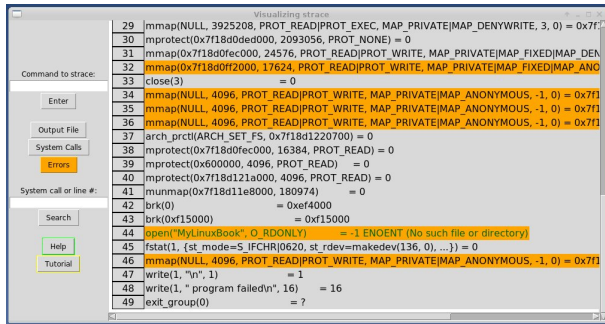 Visualizing strace
Command to strace:
Enter
Output File
System Calls
Errors
System call or line #:
Search
Help
Tutorial
29 mmap(NULL, 3925208, PROT_READ|PROT_EXEC, MAP_PRIVATE|MAP_DENYWRITE, 3, 0) = 0x7f
30 mprotect(0x7f18d0ded000, 2093056, PROT_NONE) = 0
31 mmap(0x7f18d0fec000, 24576, PROT_READ|PROT_WRITE, MAP_PRIVATE|MAP_FIXED|MAP_DEN
32 mmap(0x7f18d0ff2000, 17624, PROT_READ|PROT_WRITE, MAP_PRIVATE|MAP_FIXED|MAP_ANO
33 close(3) = 0
34 mmap(NULL, 4096, PROT_READ|PROT_WRITE, MAP_PRIVATE|MAP_ANONYMOUS, -1, 0) = 0x7f1
35 mmap(NULL, 4096, PROT_READ|PROT_WRITE, MAP_PRIVATE|MAP_ANONYMOUS, -1, 0) = 0x7f1
36 mmap(NULL, 4096, PROT_READ|PROT_WRITE, MAP_PRIVATE|MAP_ANONYMOUS, -1, 0) = 0x7f1
37 arch_prctl(ARCH_SET_FS, 0x7f18d1220700) = 0
38 mprotect(0x7f18d0fec000, 16384, PROT_READ) = 0
39 mprotect(0x600000, 4096, PROT_READ) = 0
40 mprotect(0x7f18d121a000, 4096, PROT_READ) = 0
41 munmap(0x7f18d11e8000, 180974) = 0
42 brk(0) = 0xef4000
43 brk(0xf15000) = 0xf15000
44 open("MyLinuxBook", O_RDONLY) = -1 ENOENT (No such file or directory)
45 fstat(1, {st_mode=S_IFCHR|0620, st_rdev=makedev(136, 0), ...}) = 0
46 mmap(NULL, 4096, PROT_READ|PROT_WRITE, MAP_PRIVATE|MAP_ANONYMOUS, -1, 0) = 0x7f1
47 write(1, "\n", 1) = 1
48 write(1, " program failed\n", 16) = 16
49 exit_group(0) = ?